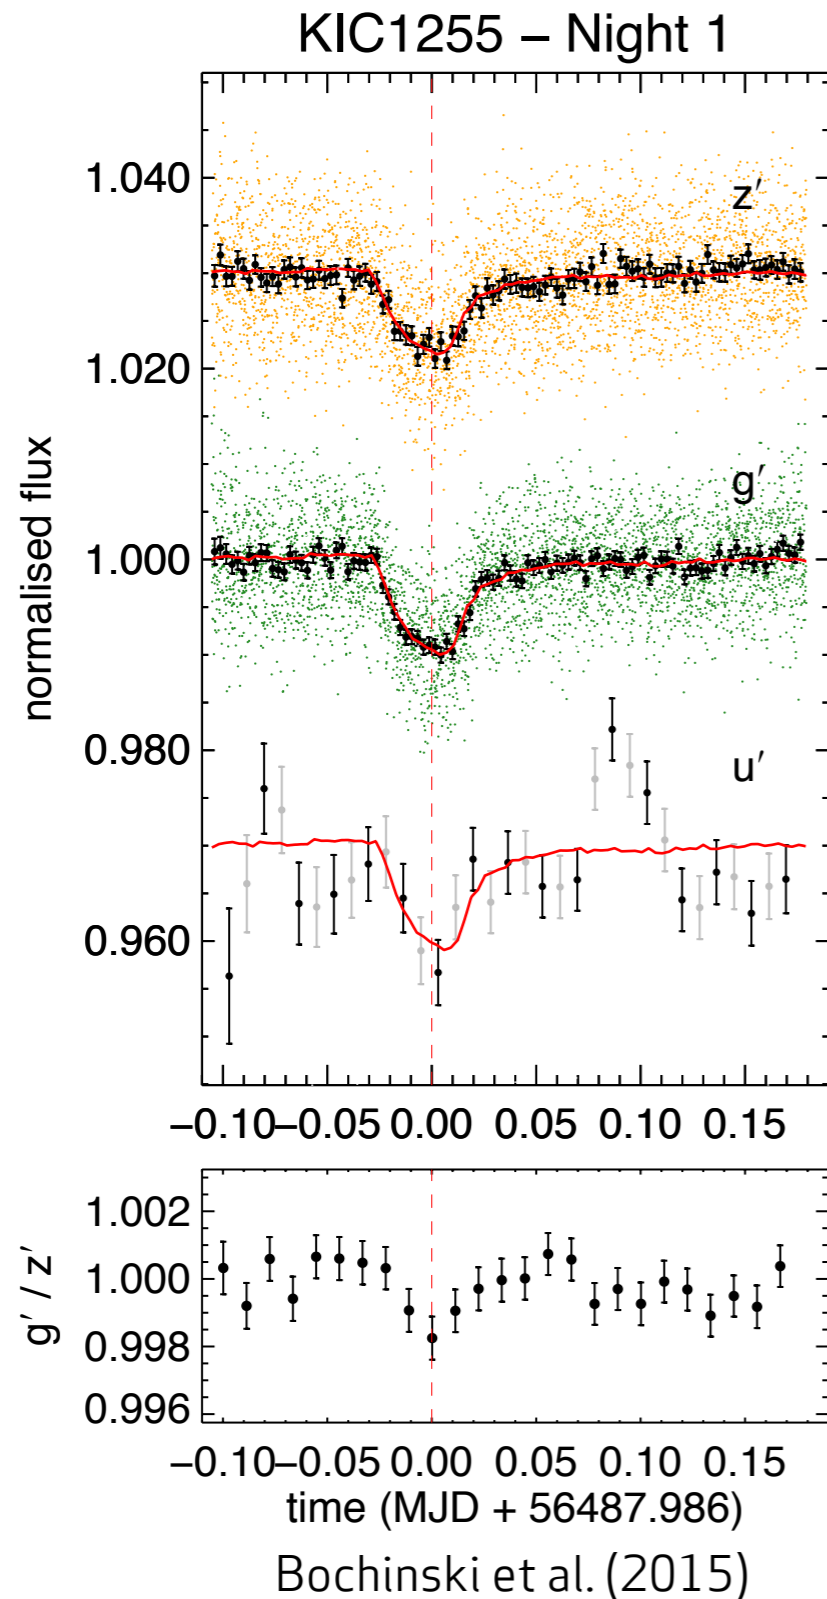 KIC1255 – Night 1
1.040
z′
1.020
g′
1.000
normalised flux
0.980
u′
0.960
−0.10 −0.05 0.00 0.05 0.10 0.15
1.002
1.000
g′ / z′
0.998
0.996
−0.10 −0.05 0.00 0.05 0.10 0.15
time (MJD + 56487.986)
Bochinski et al. (2015)